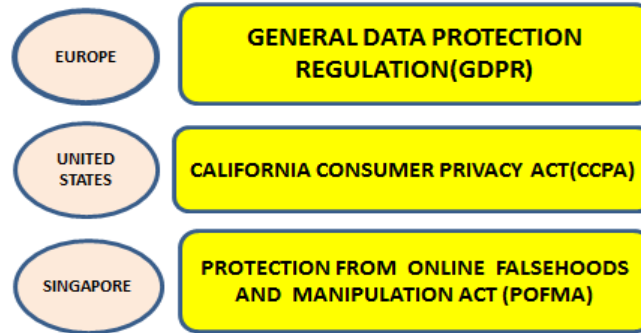 EUROPE
GENERAL DATA PROTECTION
REGULATION(GDPR)
UNITED
STATES
CALIFORNIA CONSUMER PRIVACY ACT(CCPA)
SINGAPORE
PROTECTION FROM ONLINE FALSEHOODS
AND MANIPULATION ACT (POFMA)